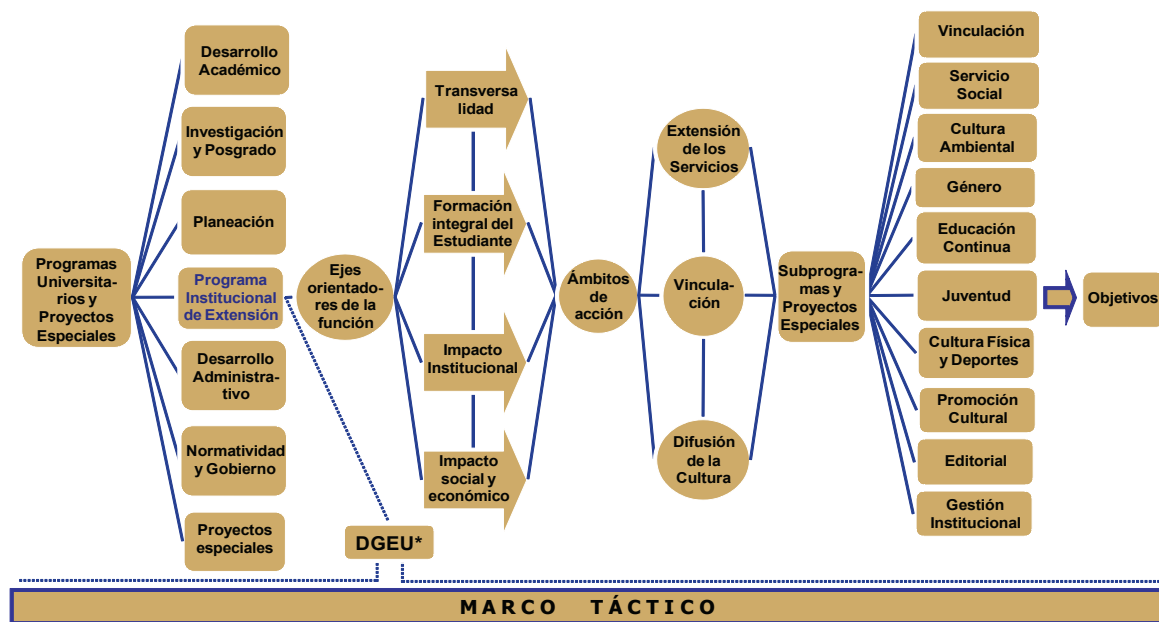 Programas
Universita-
rios y
Proyectos
Especiales
Desarrollo
Académico
Investigación
y Posgrado
Planeación
Programa
Institucional
de Extensión
Desarrollo
Administra-
tivo
Normatividad
y Gobierno
Proyectos
especiales
Ejes
orientado-
res de la
función
DGEU*
Transversa
lidad
Formación
integral del
Estudiante
Impacto
Institucional
Impacto
social y
económico
Ámbitos
de
acción
Extensión
de los
Servicios
Vincula-
ción
Difusión
de la
Cultura
Subprogra-
mas y
Proyectos
Especiales
Vinculación
Servicio
Social
Cultura
Ambiental
Género
Educación
Continua
Juventud
Cultura Física
y Deportes
Promoción
Cultural
Editorial
Gestión
Institucional
Objetivos
MARCO TÁCTICO